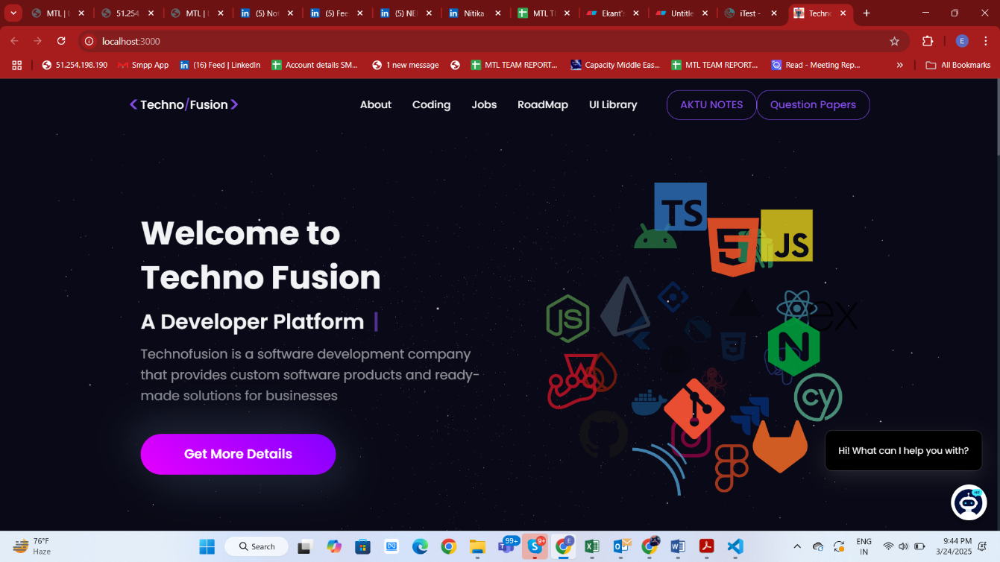 MTL | L
51.254
MTL | L
(5) Not
(5) Fee
(5) NEH
Nitika
MTL TE
Ekant's
Untitle
iTest -
Techno
localhost:3000
E
51.254.198.190
Smpp App
(16) Feed | LinkedIn
Account details SM...
1 new message
MTL TEAM REPORT...
Capacity Middle Eas...
MTL TEAM REPORT...
Read - Meeting Rep...
All Bookmarks
Techno/Fusion
About
Coding
Jobs
RoadMap
UI Library
AKTU NOTES
Question Papers
Welcome to
Techno Fusion
A Developer Platform
Technofusion is a software development company
that provides custom software products and ready-
made solutions for businesses
Get More Details
TS
JS
JS
ex
cy
Hi! What can I help you with?
76°F
Haze
Search
99+
9+
E
ENG
IN
9:44 PM
3/24/2025